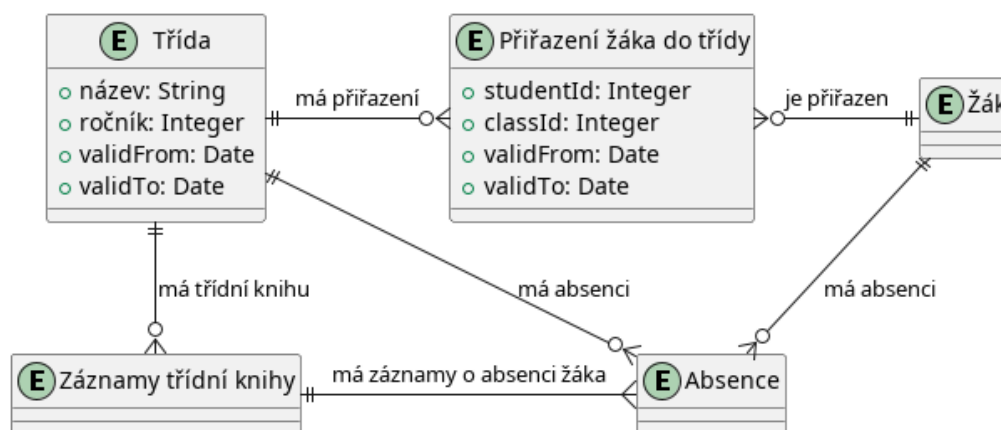 E Třída
název: String
ročník: Integer
validFrom: Date
validTo: Date
má přiřazení
E Přiřazení žáka do třídy
studentId: Integer
classId: Integer
validFrom: Date
validTo: Date
je přiřazen
E Žák
má třídní knihu
má absenci
má absenci
E Záznamy třídní knihy
má záznamy o absenci žáka
E Absence